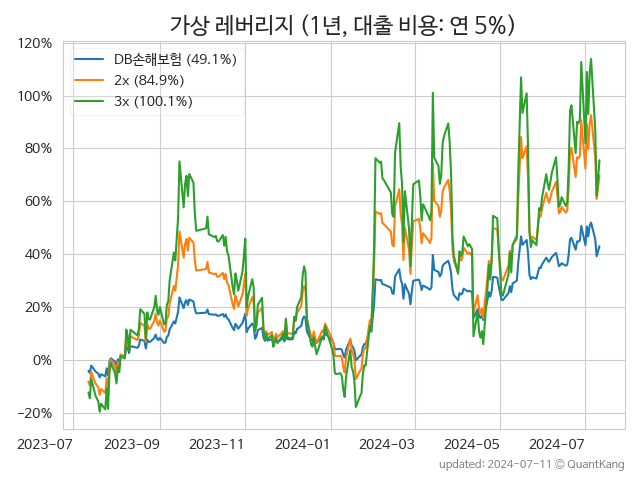 가상 레버리지 (1년, 대출 비용: 연 5%)
DB손해보험 (49.1%)
2x (84.9%)
3x (100.1%)
120%
100%
80%
60%
40%
20%
0%
−20%
2023-07 2023-09 2023-11 2024-01 2024-03 2024-05 2024-07
updated: 2024-07-11 © QuantKang